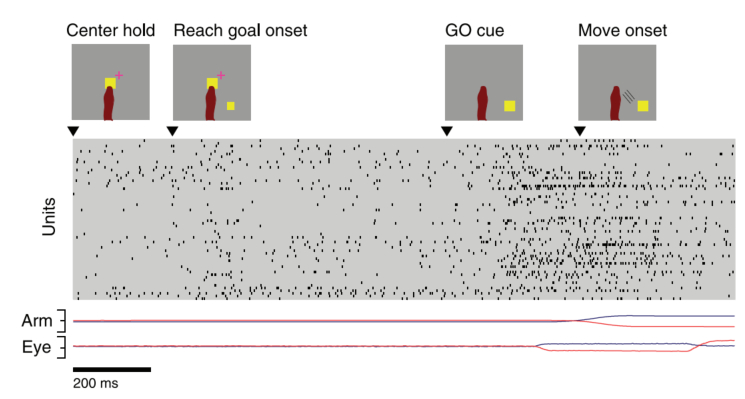 Center hold
Reach goal onset
GO cue
Move onset
Units
Arm
Eye
200 ms